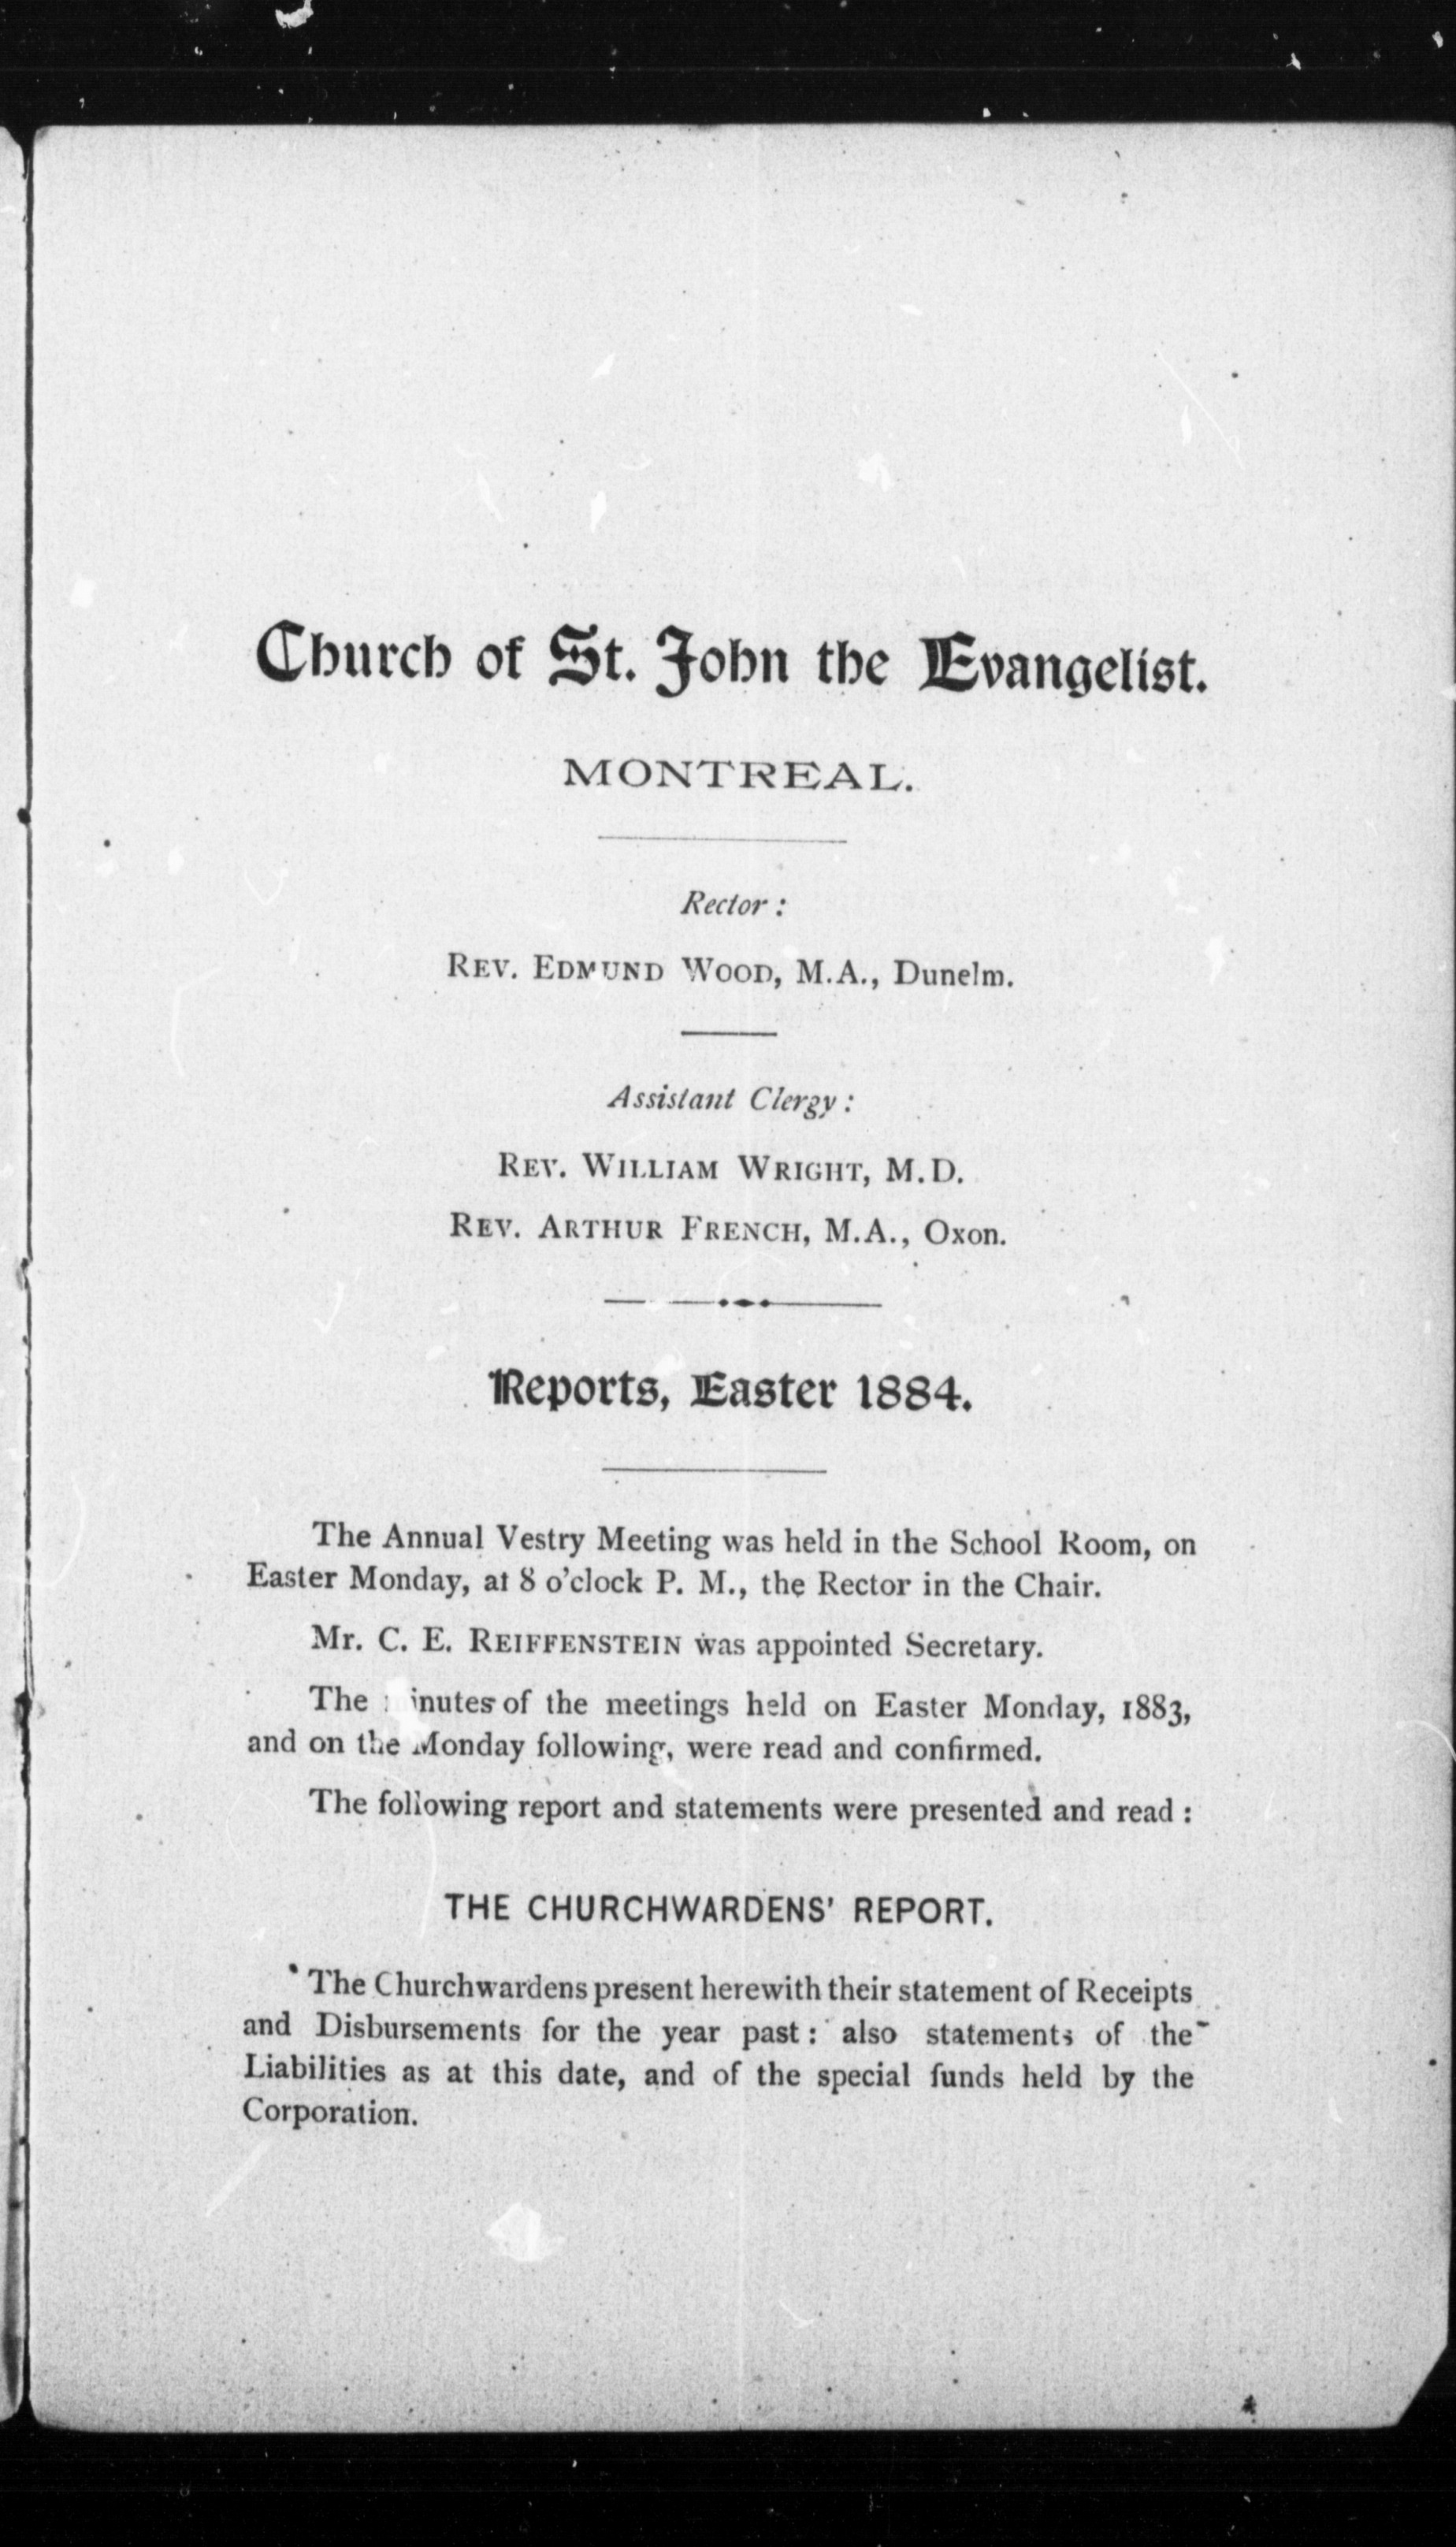 Church of St. John the Evangelist.
MONTREAL.
Rector :
REV. EDMUND WOOD, M.A., Dunelm.
Assistant Clergy :
REV. WILLIAM WRIGHT, M.D.
REV. ARTHUR FRENCH, M.A., Oxon.
Reports, Easter 1884.
The Annual Vestry Meeting was held in the School Room, on
Easter Monday, at 8 o'clock P. M., the Rector in the Chair.
Mr. C. E. REIFFENSTEIN was appointed Secretary.
The minutes of the meetings held on Easter Monday, 1883,
and on the Monday following, were read and confirmed.
The following report and statements were presented and read :
THE CHURCHWARDENS' REPORT.
The Churchwardens present herewith their statement of Receipts
and Disbursements for the year past : also statements of the
Liabilities as at this date, and of the special funds held by the
Corporation.